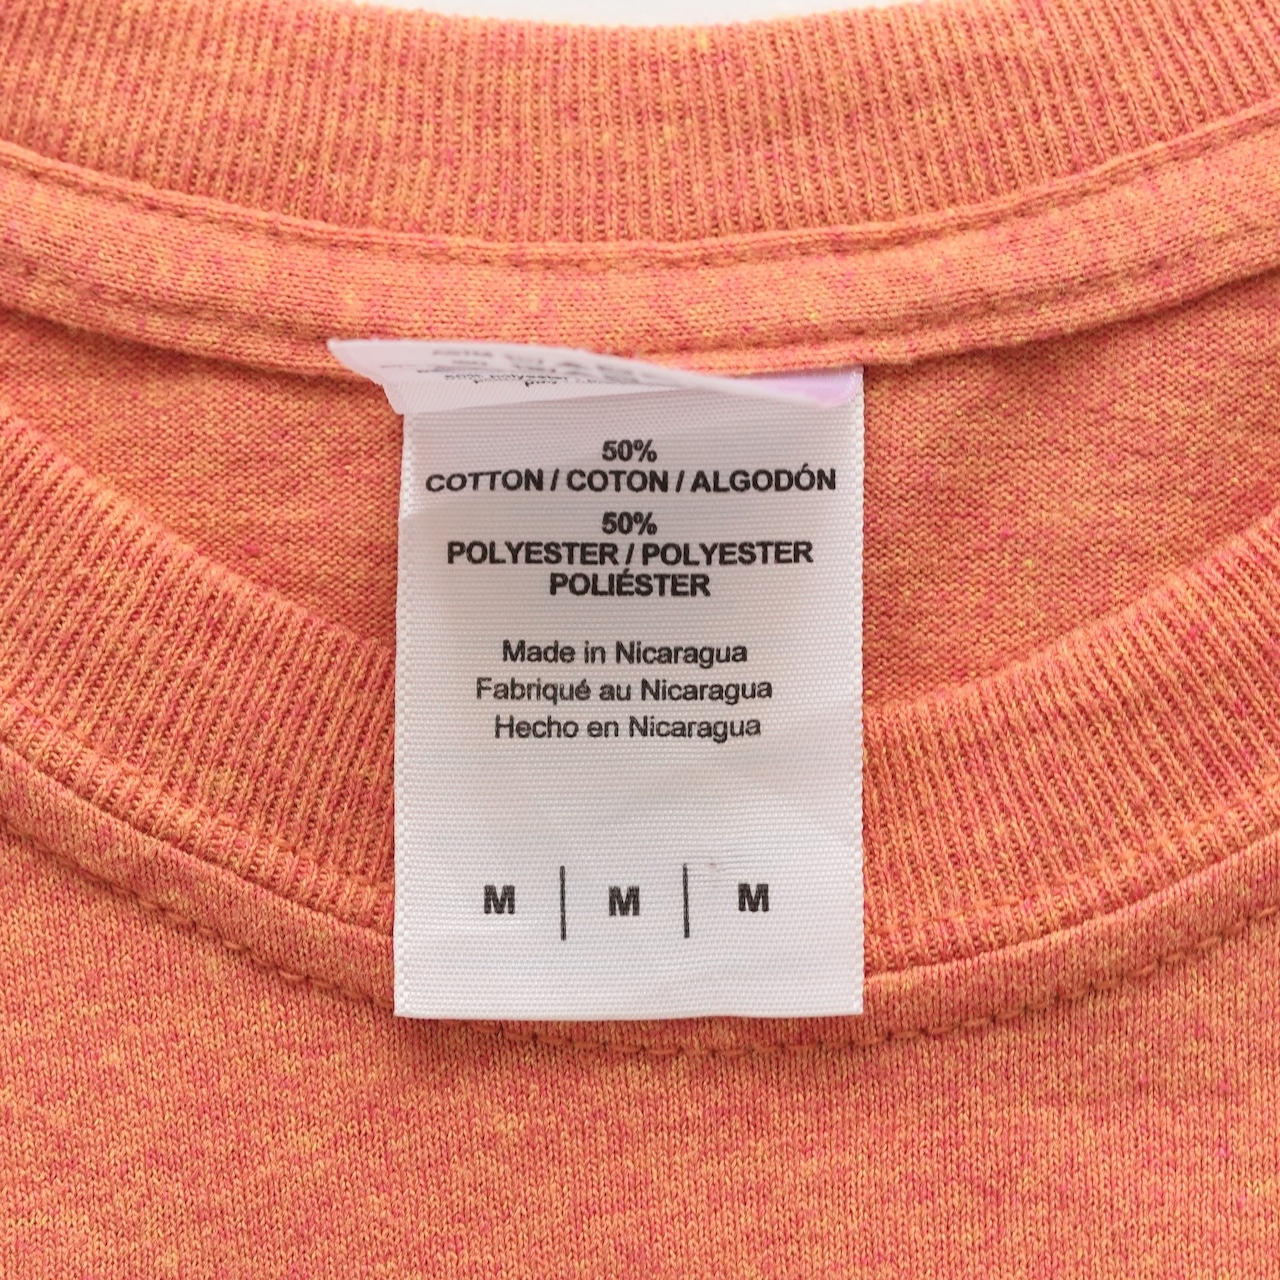 50%
COTTON / COTON / ALGODÓN
50%
POLYESTER / POLYESTER
POLIÉSTER
Made in Nicaragua
Fabriqué au Nicaragua
Hecho en Nicaragua
M | M | M